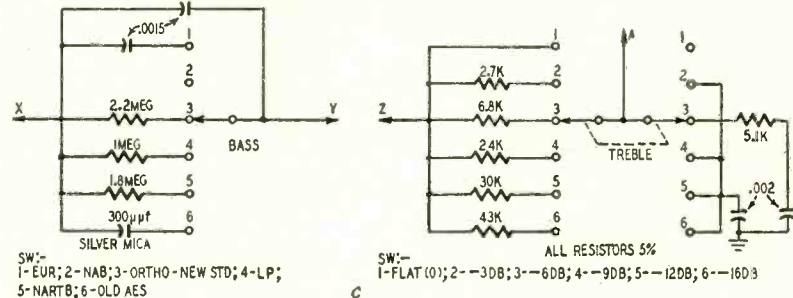 .0015
1
2
X
2.2MEG
3
BASS
Y
1MEG
4
1.8MEG
5
300µµf
6
SILVER MICA
SW:-
1-EUR; 2-NAB; 3-ORTHO-NEW STD; 4-LP;
5-NARTB; 6-OLD AES
A
1
1
2.7K
2
2
Z
6.8K
3
3
5.1K
24K
4
TREBLE
4
30K
5
5
.002
43K
6
6
ALL RESISTORS 5%
SW:-
1-FLAT(0); 2--3DB; 3--6DB; 4--9DB; 5--12DB; 6--16DB
C